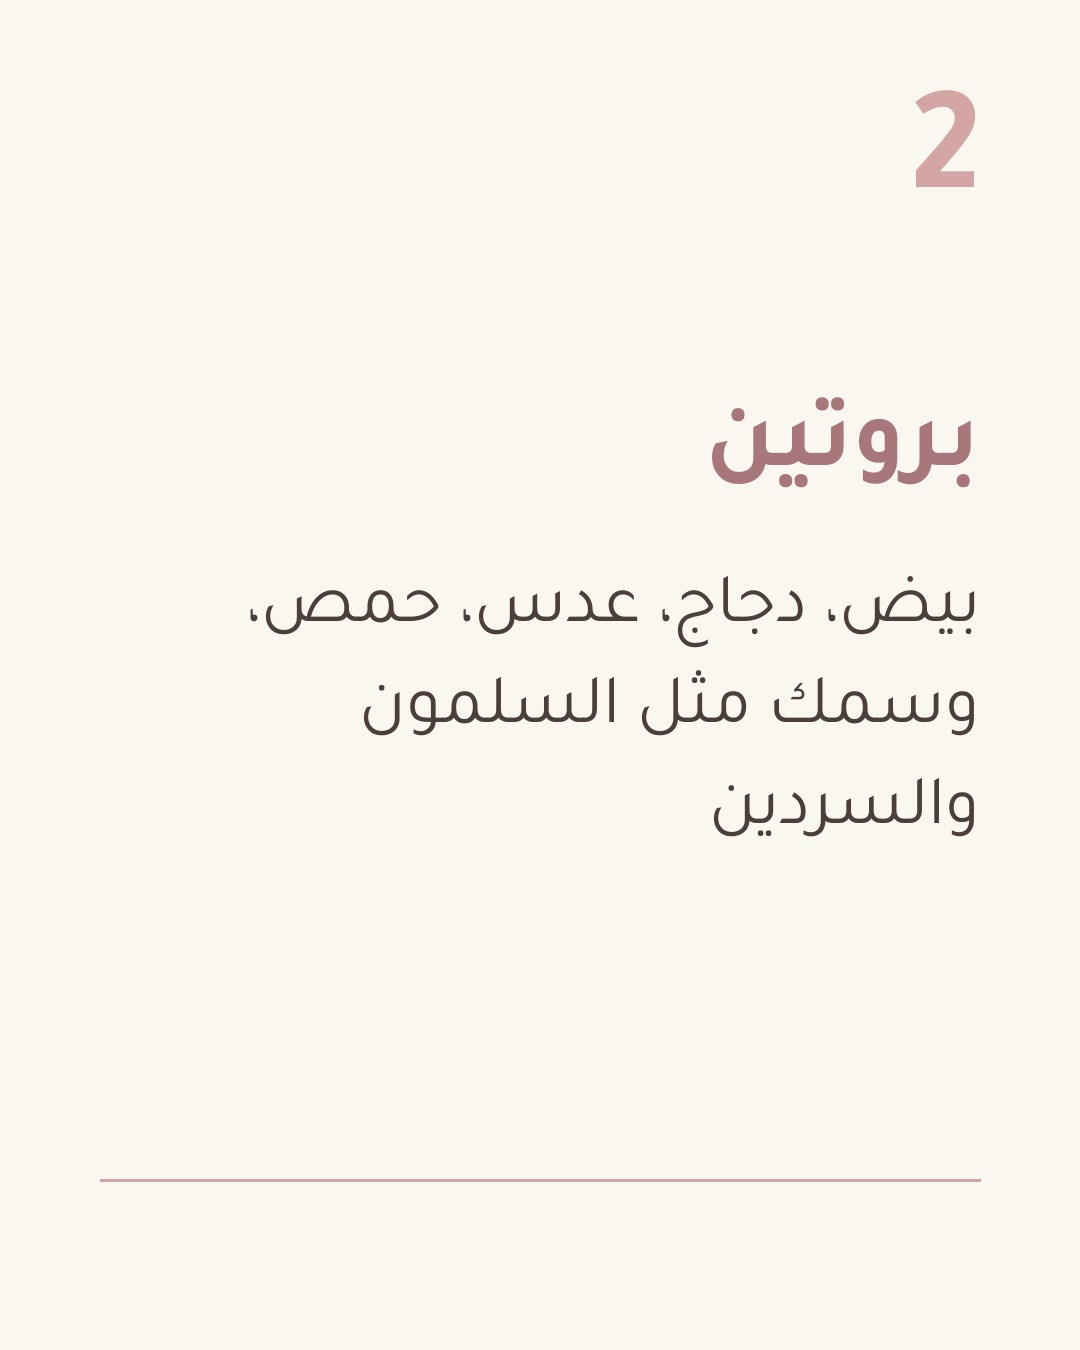 2
بروتين
بيض، دجاج، عدس، حمص،
وسمك مثل السلمون
والسردين